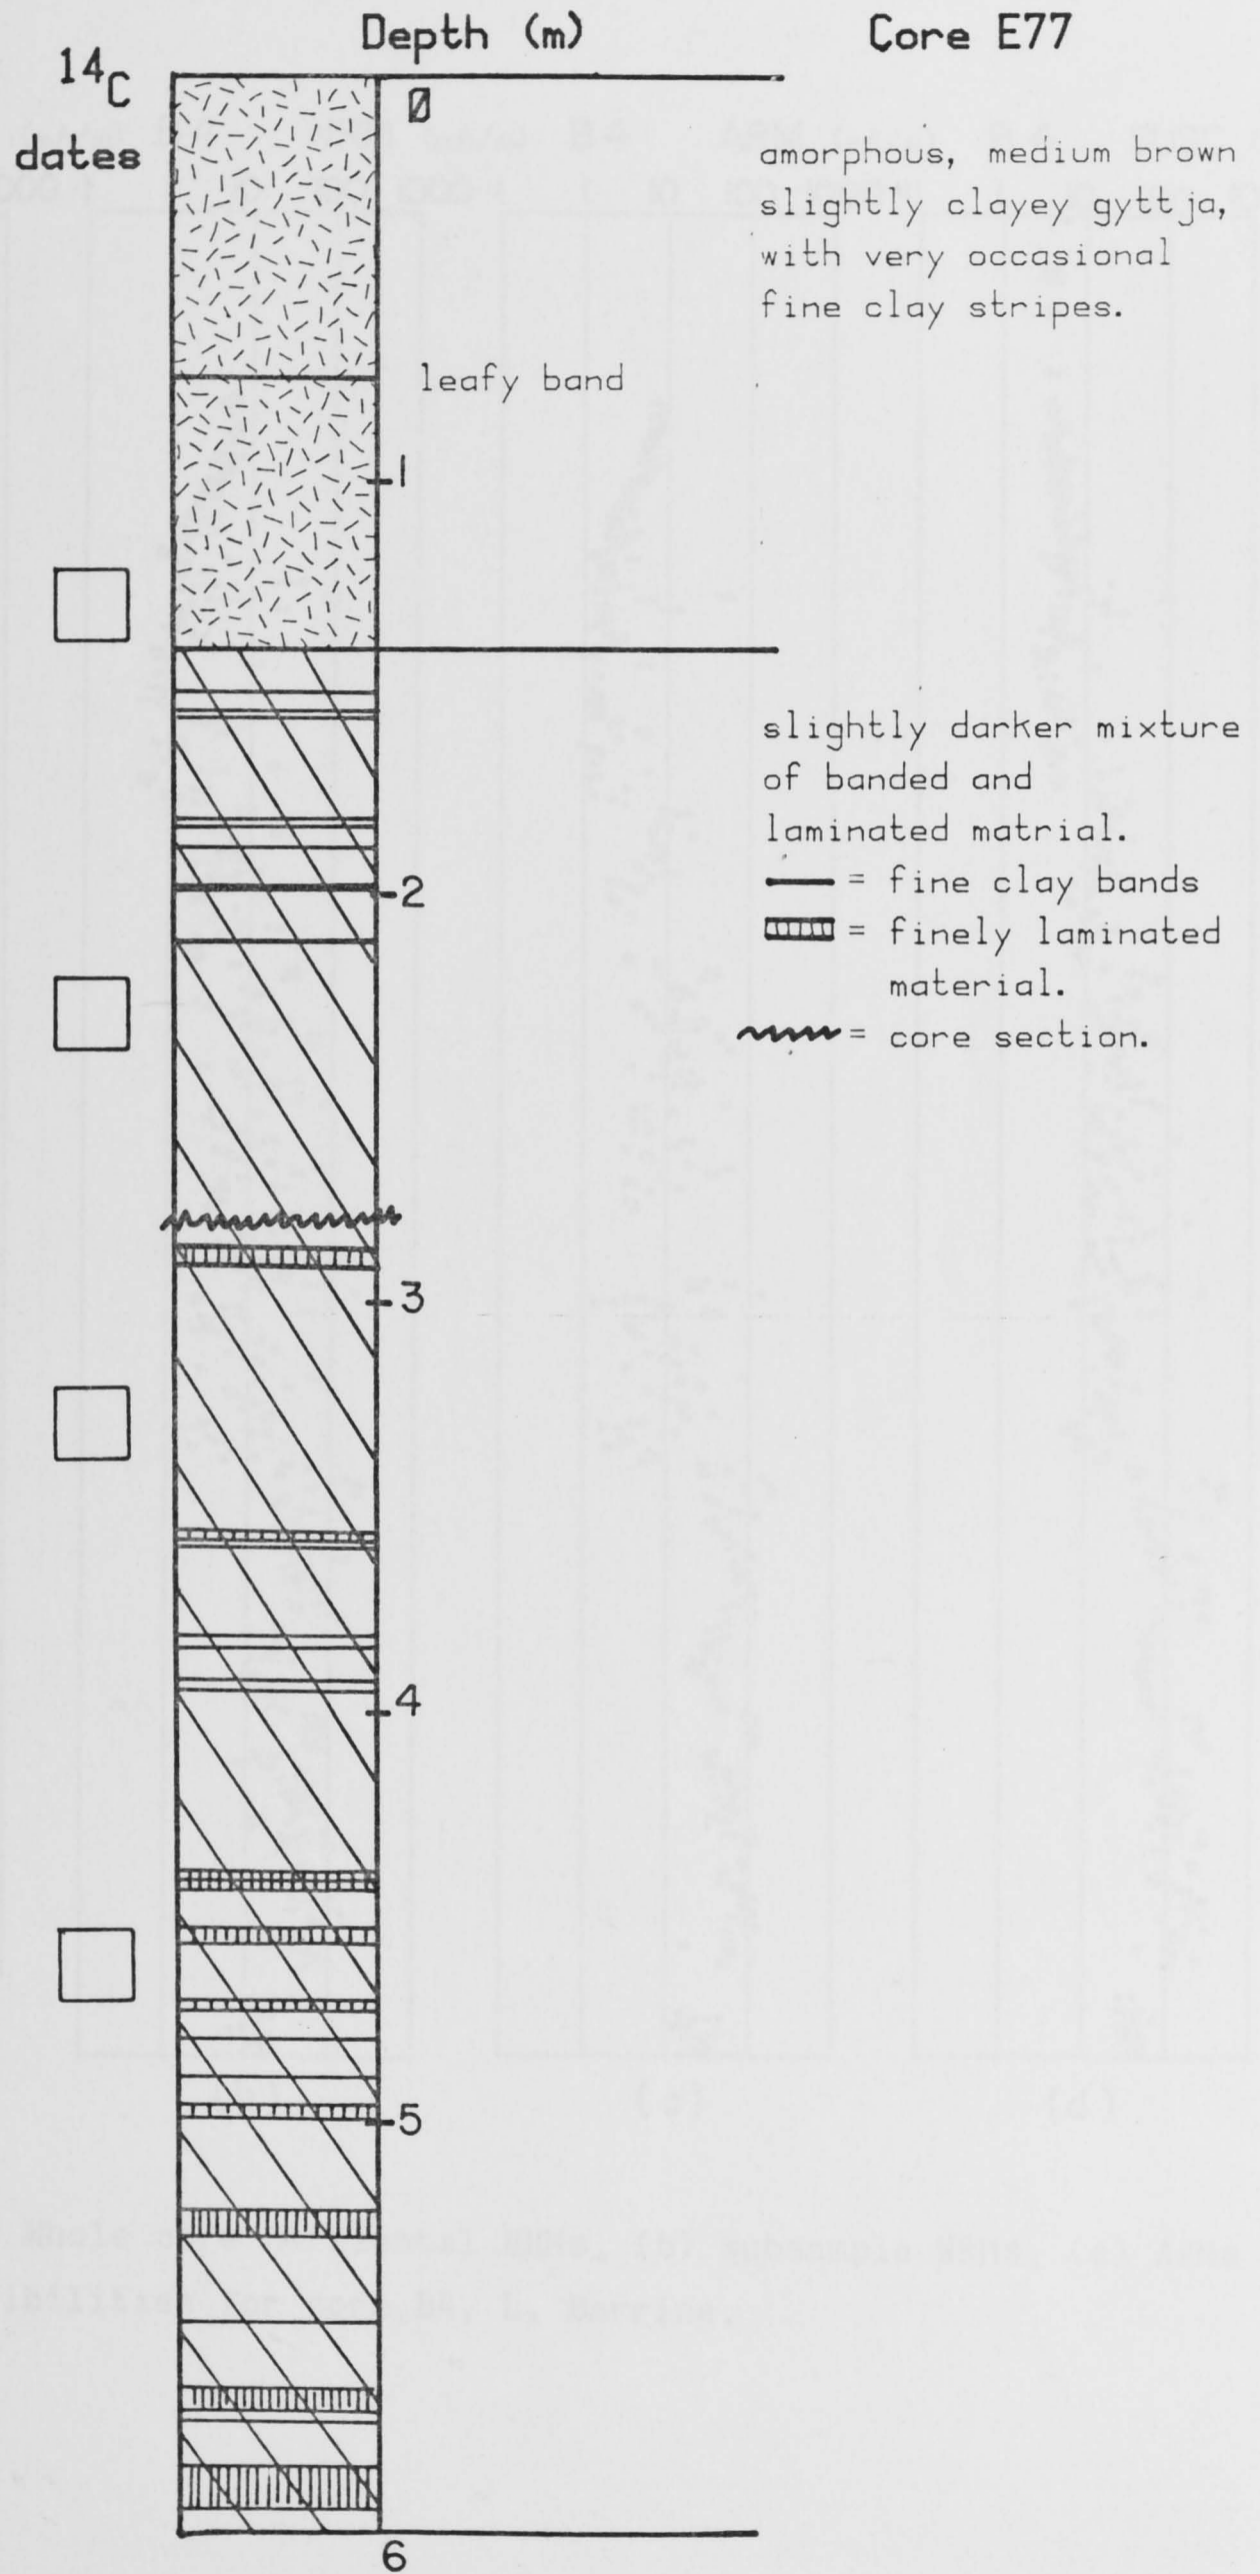 Depth (m)
Core E77
14C
dates
0
amorphous, medium brown
slightly clayey gyttja,
with very occasional
fine clay stripes.
leafy band
1
slightly darker mixture
of banded and
laminated matrial.
= fine clay bands
= finely laminated
material.
= core section.
2
3
4
5
6